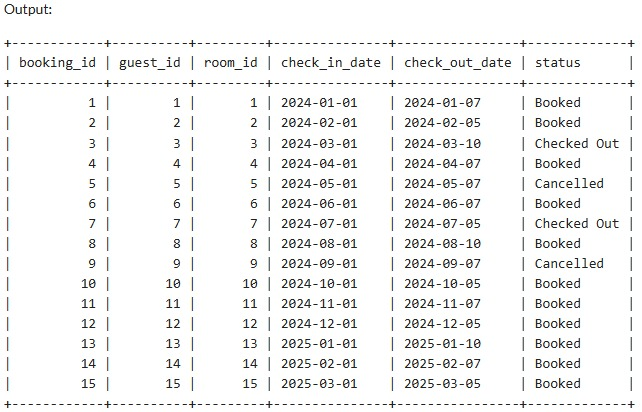 Output:
+------------+----------+---------+---------------+----------------+-------------+
| booking_id | guest_id | room_id | check_in_date | check_out_date | status      |
+------------+----------+---------+---------------+----------------+-------------+
|          1 |        1 |       1 | 2024-01-01    | 2024-01-07     | Booked      |
|          2 |        2 |       2 | 2024-02-01    | 2024-02-05     | Booked      |
|          3 |        3 |       3 | 2024-03-01    | 2024-03-10     | Checked Out |
|          4 |        4 |       4 | 2024-04-01    | 2024-04-07     | Booked      |
|          5 |        5 |       5 | 2024-05-01    | 2024-05-07     | Cancelled   |
|          6 |        6 |       6 | 2024-06-01    | 2024-06-07     | Booked      |
|          7 |        7 |       7 | 2024-07-01    | 2024-07-05     | Checked Out |
|          8 |        8 |       8 | 2024-08-01    | 2024-08-10     | Booked      |
|          9 |        9 |       9 | 2024-09-01    | 2024-09-07     | Cancelled   |
|         10 |       10 |      10 | 2024-10-01    | 2024-10-05     | Booked      |
|         11 |       11 |      11 | 2024-11-01    | 2024-11-07     | Booked      |
|         12 |       12 |      12 | 2024-12-01    | 2024-12-05     | Booked      |
|         13 |       13 |      13 | 2025-01-01    | 2025-01-10     | Booked      |
|         14 |       14 |      14 | 2025-02-01    | 2025-02-07     | Booked      |
|         15 |       15 |      15 | 2025-03-01    | 2025-03-05     | Booked      |
+------------+----------+---------+---------------+----------------+-------------+